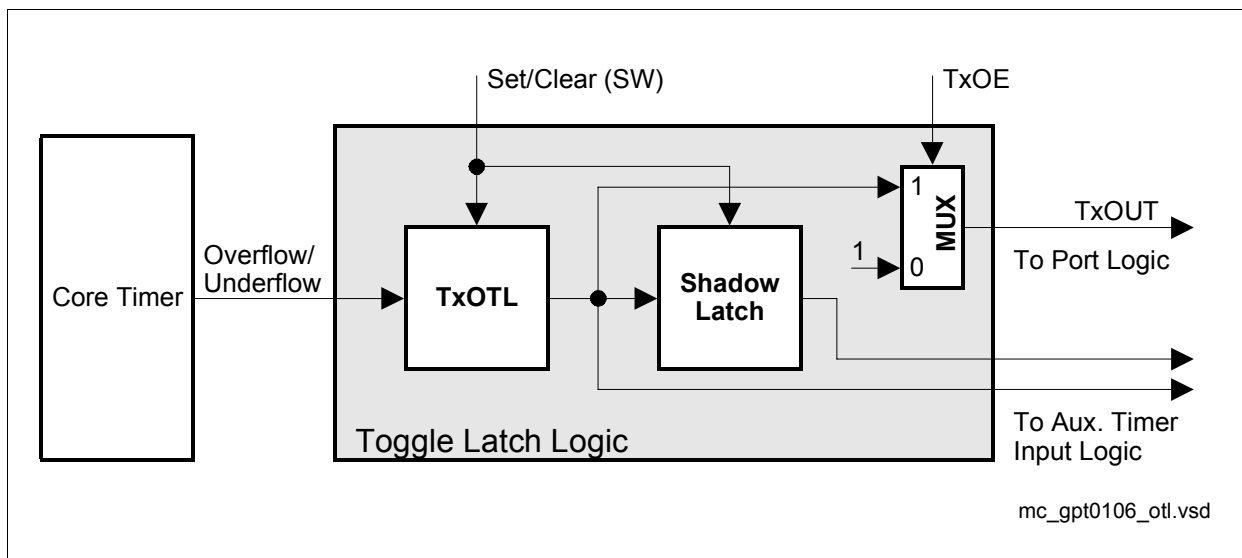 Set/Clear (SW)
TxOE
Core Timer
Overflow/
Underflow
TxOTL
Shadow
Latch
1
MUX
1
0
TxOUT
To Port Logic
Toggle Latch Logic
To Aux. Timer
Input Logic
mc_gpt0106_otl.vsd